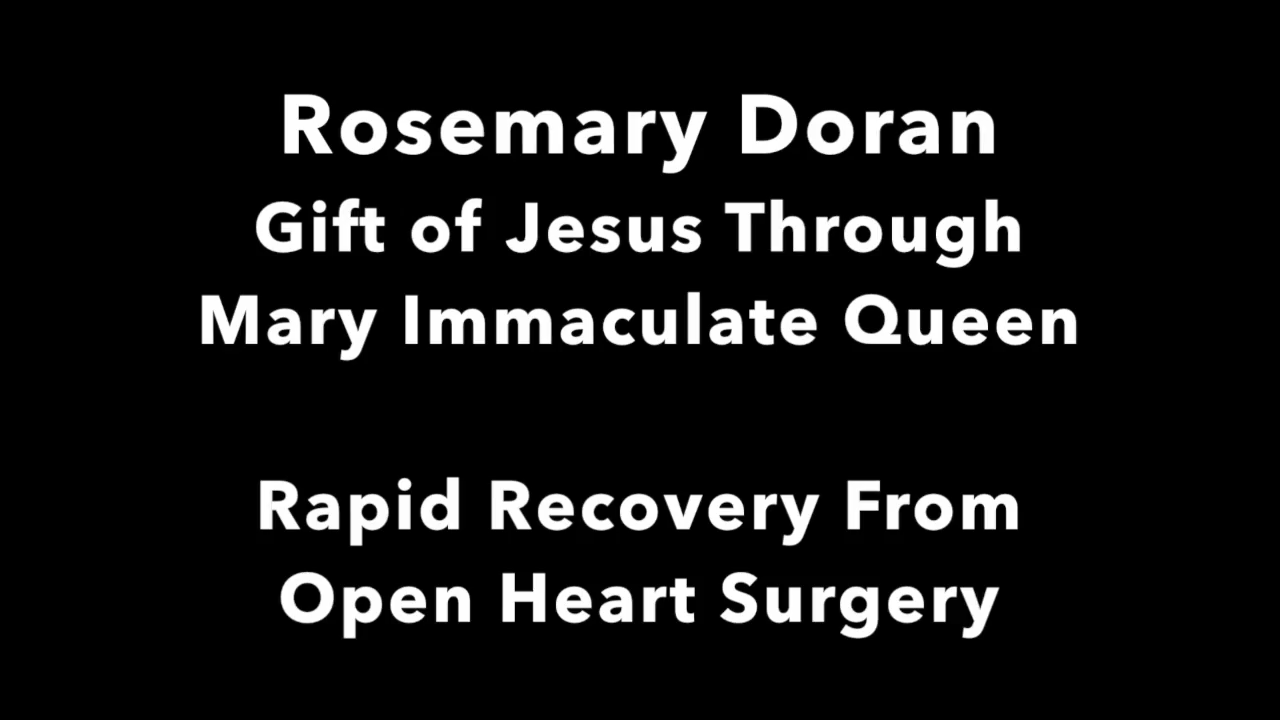 Rosemary Doran
Gift of Jesus Through
Mary Immaculate Queen
Rapid Recovery From
Open Heart Surgery